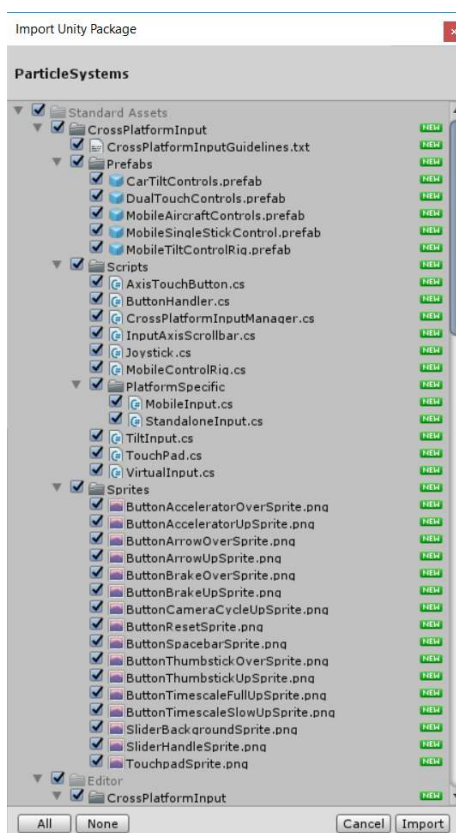 Import Unity Package
ParticleSystems
Standard Assets
CrossPlatformInput NEW
CrossPlatformInputGuidelines.txt NEW
Prefabs NEW
CarTiltControls.prefab NEW
DualTouchControls.prefab NEW
MobileAircraftControls.prefab NEW
MobileSingleStickControl.prefab NEW
MobileTiltControlRig.prefab NEW
Scripts NEW
AxisTouchButton.cs NEW
ButtonHandler.cs NEW
CrossPlatformInputManager.cs NEW
InputAxisScrollbar.cs NEW
Joystick.cs NEW
MobileControlRig.cs NEW
PlatformSpecific NEW
MobileInput.cs NEW
StandaloneInput.cs NEW
TiltInput.cs NEW
TouchPad.cs NEW
VirtualInput.cs NEW
Sprites NEW
ButtonAcceleratorOverSprite.png NEW
ButtonAcceleratorUpSprite.png NEW
ButtonArrowOverSprite.png NEW
ButtonArrowUpSprite.png NEW
ButtonBrakeOverSprite.png NEW
ButtonBrakeUpSprite.png NEW
ButtonCameraCycleUpSprite.png NEW
ButtonResetSprite.png NEW
ButtonSpacebarSprite.png NEW
ButtonThumbstickOverSprite.png NEW
ButtonThumbstickUpSprite.png NEW
ButtonTimescaleFullUpSprite.png NEW
ButtonTimescaleSlowUpSprite.png NEW
SliderBackgroundSprite.png NEW
SliderHandleSprite.png NEW
TouchpadSprite.png NEW
Editor
CrossPlatformInput NEW
All None Cancel Import